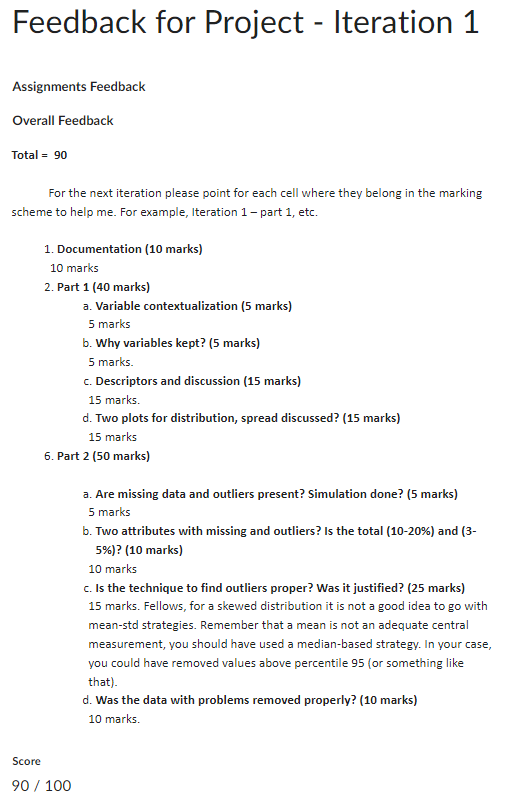 Feedback for Project - Iteration 1
Assignments Feedback
Overall Feedback
Total = 90
For the next iteration please point for each cell where they belong in the marking
scheme to help me. For example, Iteration 1 – part 1, etc.
1. Documentation (10 marks)
10 marks
2. Part 1 (40 marks)
a. Variable contextualization (5 marks)
5 marks
b. Why variables kept? (5 marks)
5 marks.
c. Descriptors and discussion (15 marks)
15 marks.
d. Two plots for distribution, spread discussed? (15 marks)
15 marks
6. Part 2 (50 marks)
a. Are missing data and outliers present? Simulation done? (5 marks)
5 marks
b. Two attributes with missing and outliers? Is the total (10-20%) and (3-
5%)? (10 marks)
10 marks
c. Is the technique to find outliers proper? Was it justified? (25 marks)
15 marks. Fellows, for a skewed distribution it is not a good idea to go with
mean-std strategies. Remember that a mean is not an adequate central
measurement, you should have used a median-based strategy. In your case,
you could have removed values above percentile 95 (or something like
that).
d. Was the data with problems removed properly? (10 marks)
10 marks.
Score
90 / 100